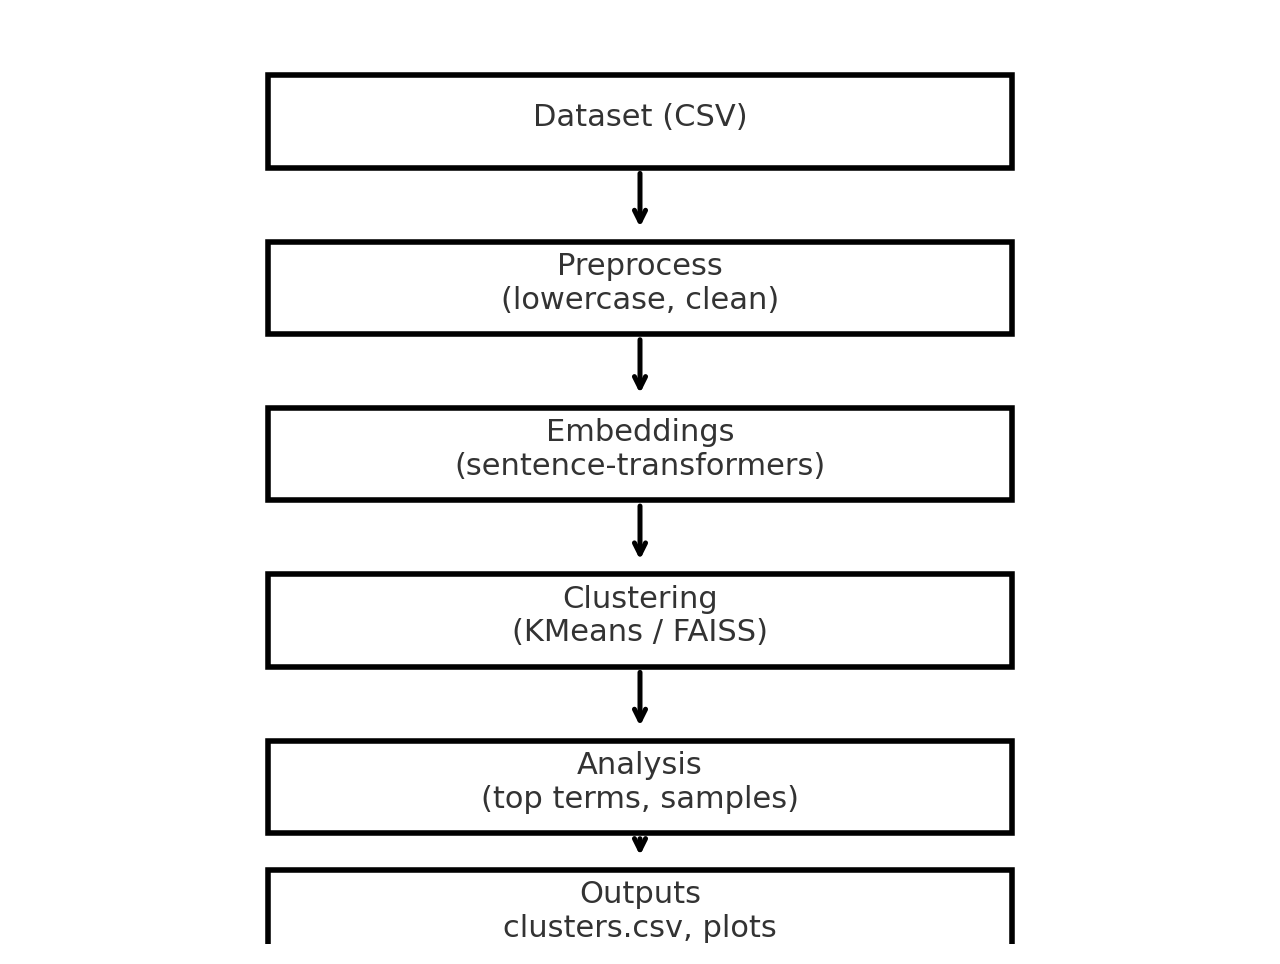 Dataset (CSV)
Preprocess
(lowercase, clean)
Embeddings
(sentence-transformers)
Clustering
(KMeans / FAISS)
Analysis
(top terms, samples)
Outputs
clusters.csv, plots